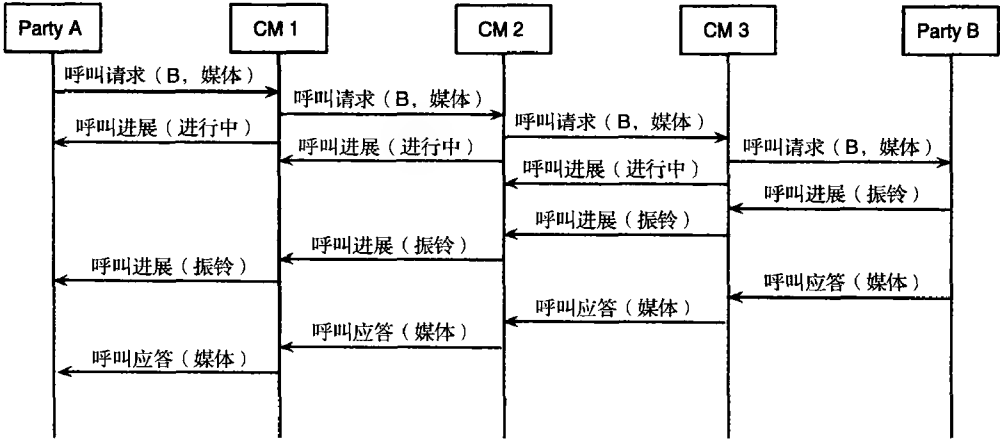 Party A
CM 1
CM 2
CM 3
Party B
呼叫请求（B，媒体）
呼叫请求（B，媒体）
呼叫进展（进行中）
呼叫请求（B，媒体）
呼叫进展（进行中）
呼叫请求（B，媒体）
呼叫进展（进行中）
呼叫进展（振铃）
呼叫进展（振铃）
呼叫进展（振铃）
呼叫进展（振铃）
呼叫应答（媒体）
呼叫应答（媒体）
呼叫应答（媒体）
呼叫应答（媒体）